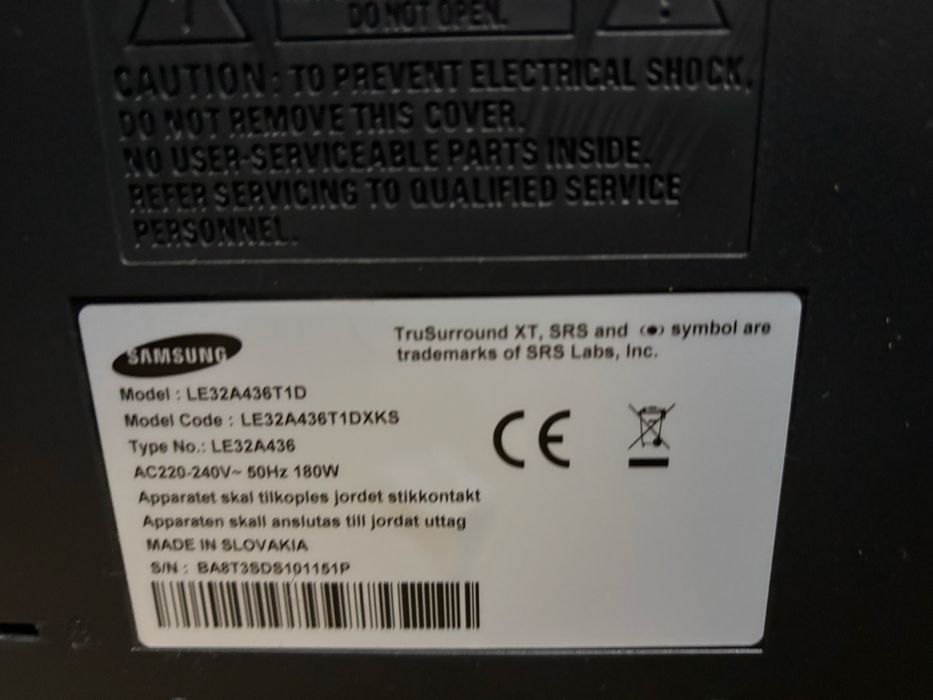 DO NOT OPEN.
CAUTION: TO PREVENT ELECTRICAL SHOCK,
DO NOT REMOVE THIS COVER.
NO USER-SERVICEABLE PARTS INSIDE.
REFER SERVICING TO QUALIFIED SERVICE
PERSONNEL.
SAMSUNG
TruSurround XT, SRS and (●) symbol are
trademarks of SRS Labs, Inc.
Model : LE32A436T1D
Model Code : LE32A436T1DXKS
Type No.: LE32A436
AC220-240V~ 50Hz 180W
Apparatet skal tilkoples jordet stikkontakt
Apparaten skall anslutas till jordat uttag
MADE IN SLOVAKIA
S/N : BA8T3SDS101151P
CE